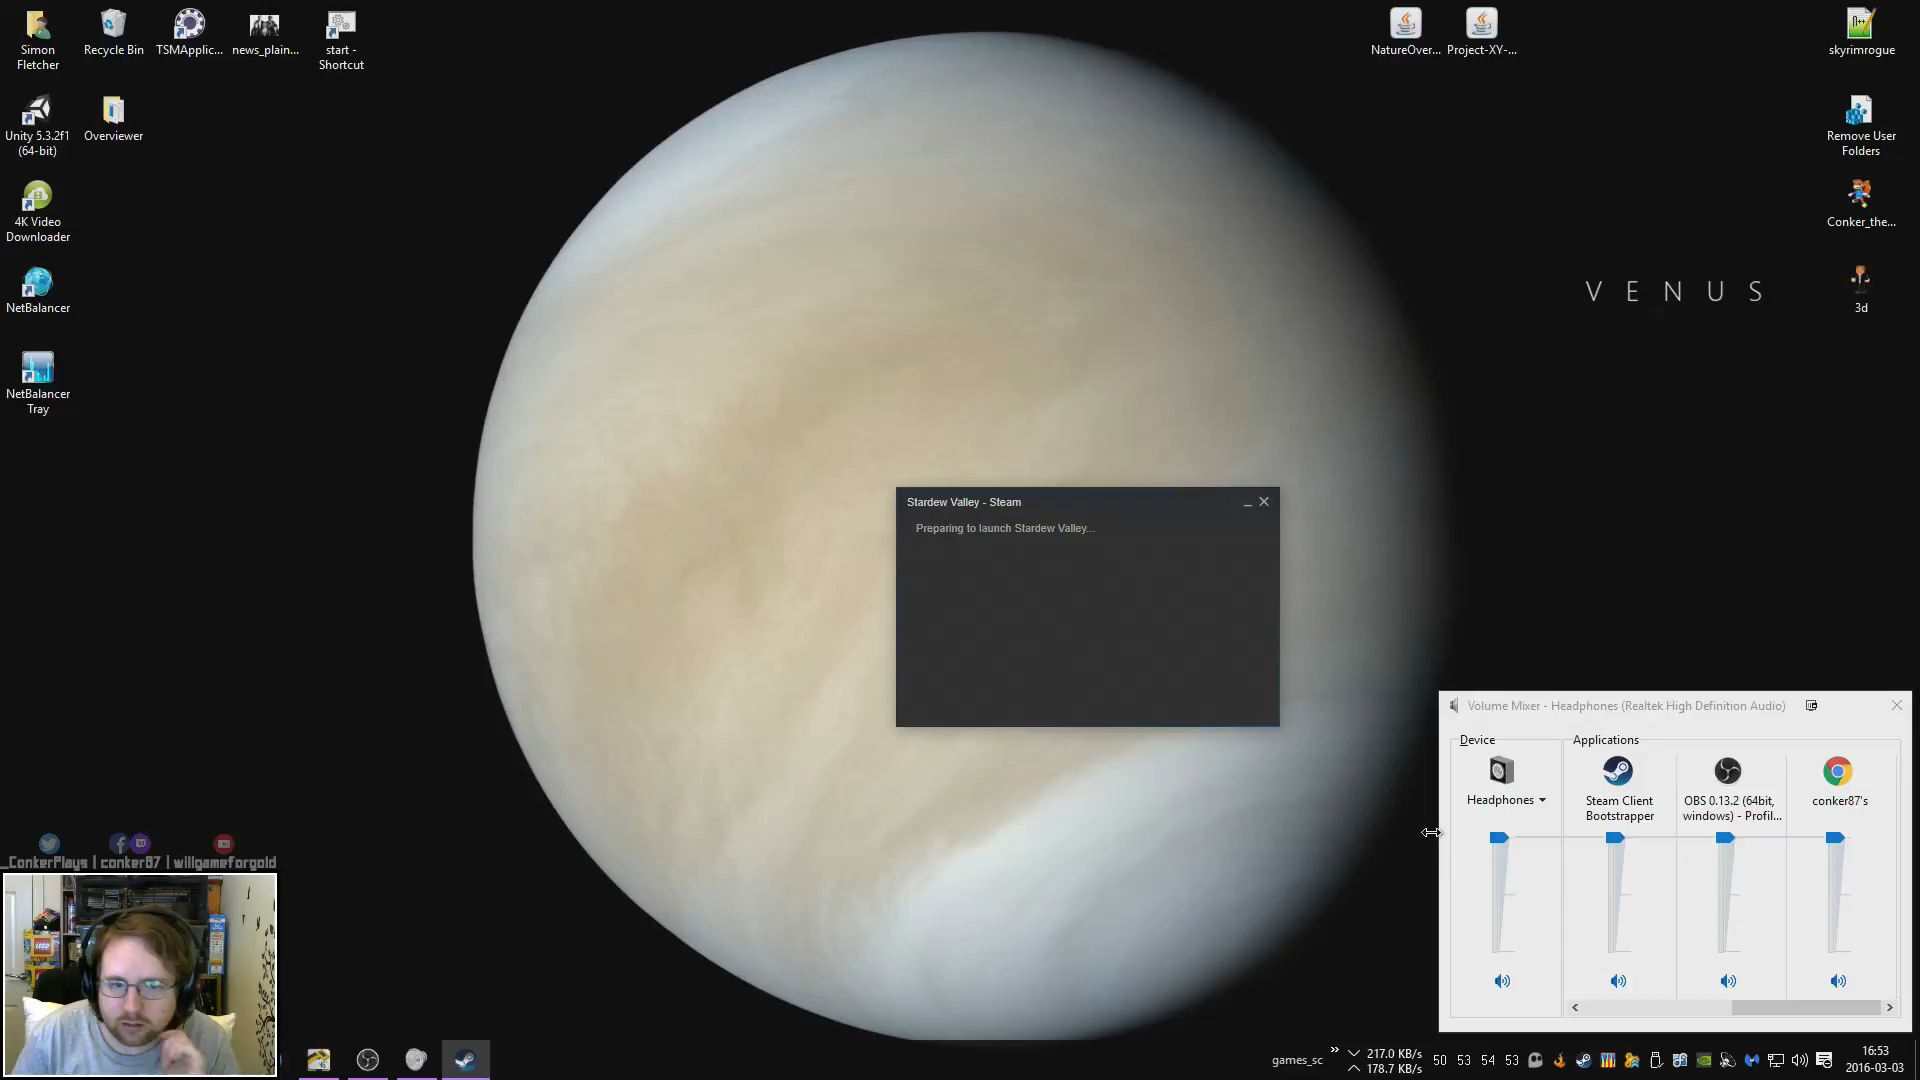 Simon
Fletcher
Recycle Bin
TSMApplic...
news_plain...
start -
Shortcut
NatureOver...
Project-XY-...
skyrimrogue
Unity 5.3.2f1
(64-bit)
Overviewer
Remove User
Folders
4K Video
Downloader
Conker_the...
NetBalancer
3d
VENUS
NetBalancer
Tray
Stardew Valley - Steam
Preparing to launch Stardew Valley...
Volume Mixer - Headphones (Realtek High Definition Audio)
Device
Applications
Headphones
Steam Client
Bootstrapper
OBS 0.13.2 (64bit,
windows) - Profil...
conker87's
_ConkerPlays | conker87 | willgameforgold
LEGO
games_sc
217.0 KB/s
178.7 KB/s
50 53 54 53
16:53
2016-03-03